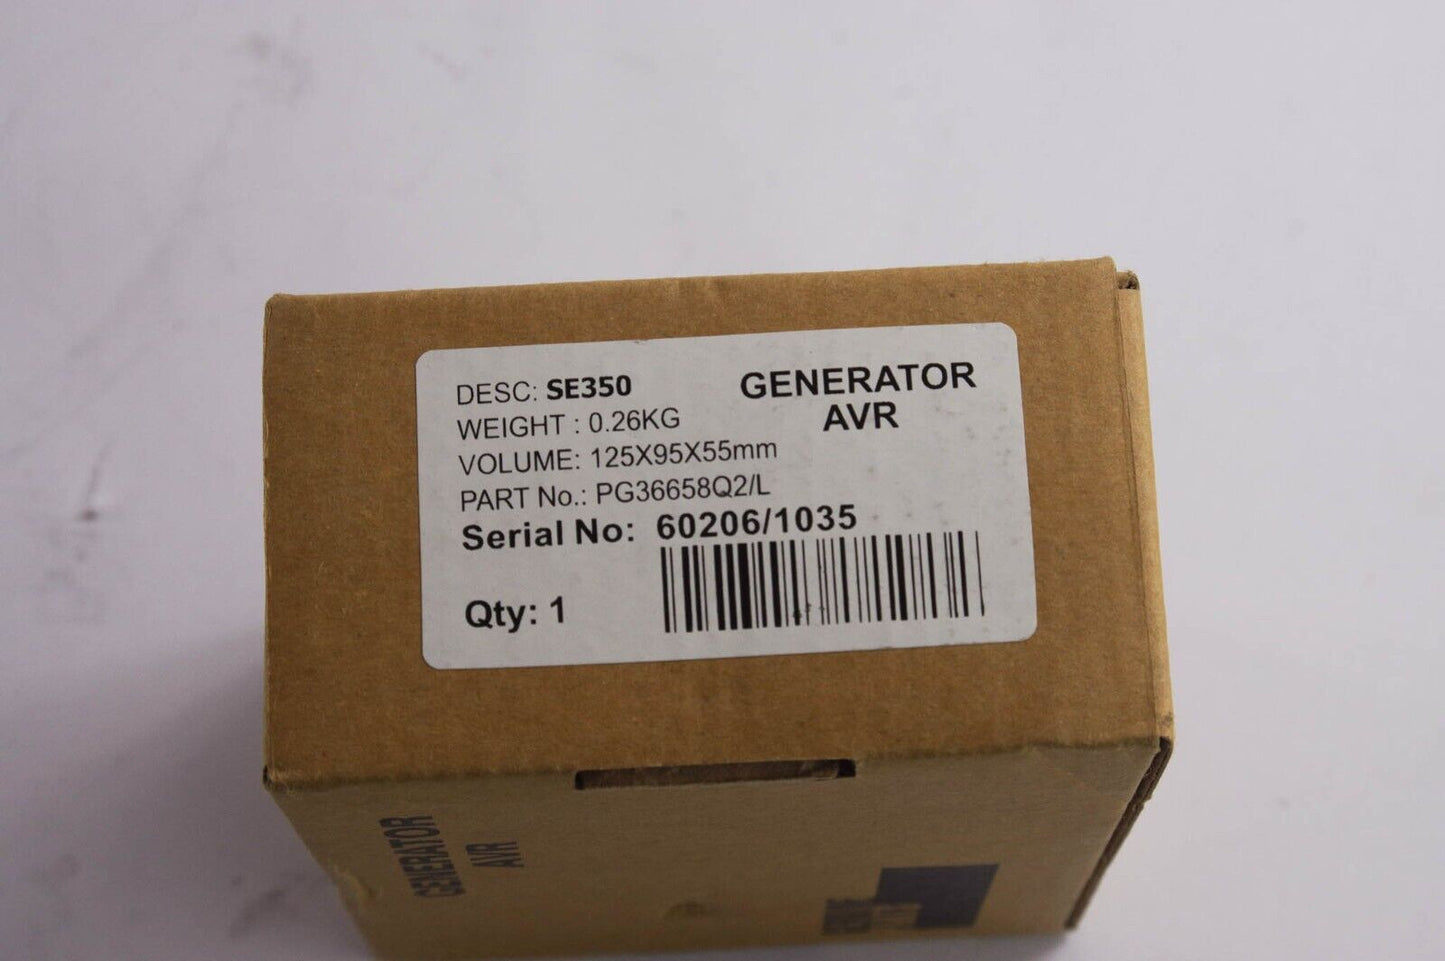 DESC: SE350
GENERATOR
AVR
WEIGHT : 0.26KG
VOLUME: 125X95X55mm
PART No.: PG36658Q2/L
Serial No: 60206/1035
Qty: 1
GENERATOR
AVR